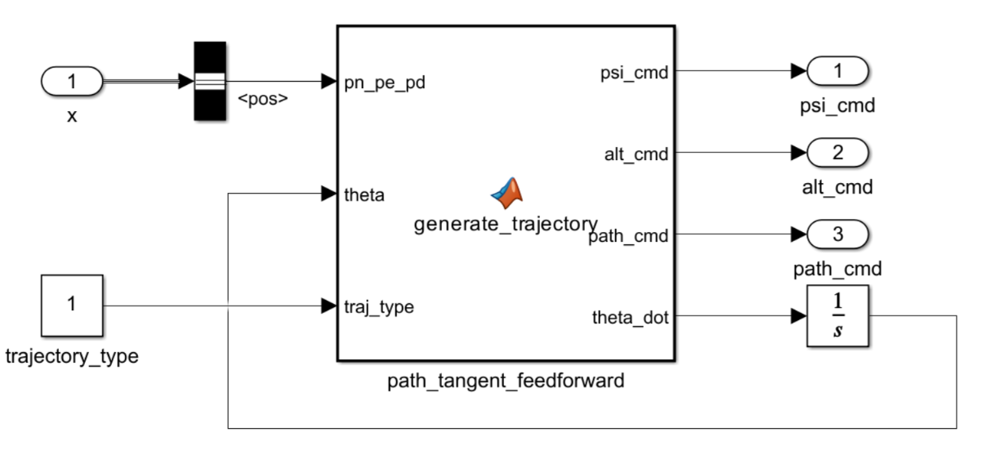 1
x
<pos>
1
trajectory_type
pn_pe_pd
theta
traj_type
generate_trajectory
psi_cmd
alt_cmd
path_cmd
theta_dot
path_tangent_feedforward
1
psi_cmd
2
alt_cmd
3
path_cmd
1
s